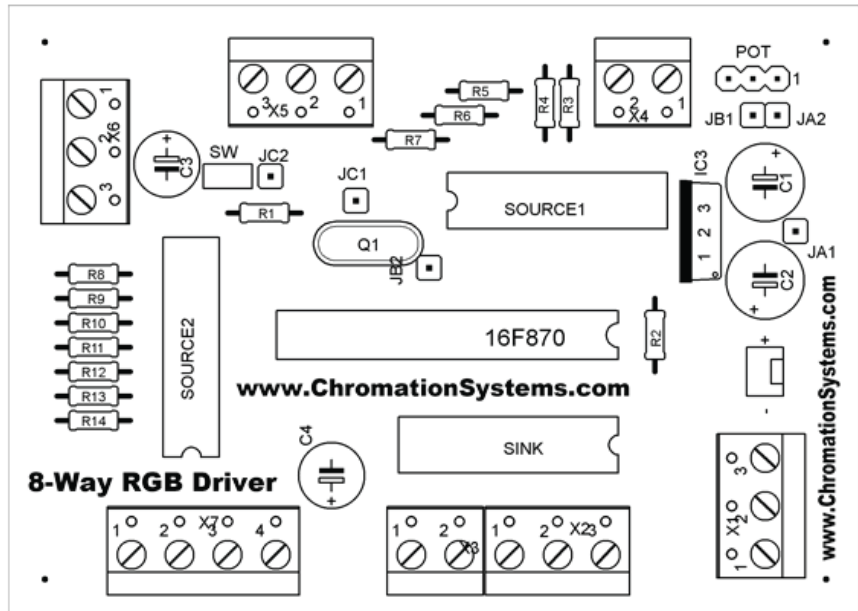 POT
1
JB1
JA2
3
X5
2
1
R5
R6
R7
R4
R3
2
X4
1
1
2
X6
3
+
C3
SW
JC2
JC1
R1
Q1
JB2
SOURCE1
IC3
3
2
1
+
C1
JA1
C2
+
R8
R9
R10
R11
R12
R13
R14
SOURCE2
16F870
R2
www.ChromationSystems.com
+
-
www.ChromationSystems.com
C4
+
SINK
8-Way RGB Driver
1
2
X7
3
4
1
2
X3
1
2
X2
3
3
2
X1
1